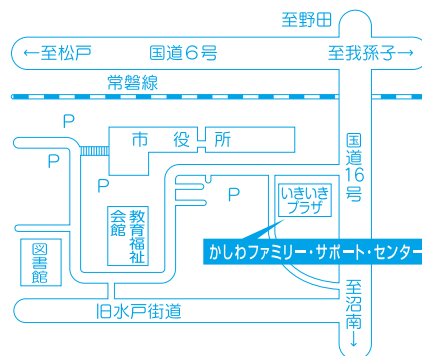 至野田
←至松戸 国道6号 至我孫子→
常磐線
P
市役所
P
P
国道16号
P
いきいき
プラザ
教育福祉
会館
図書館
かしわファミリー・サポート・センター
至沼南→
旧水戸街道